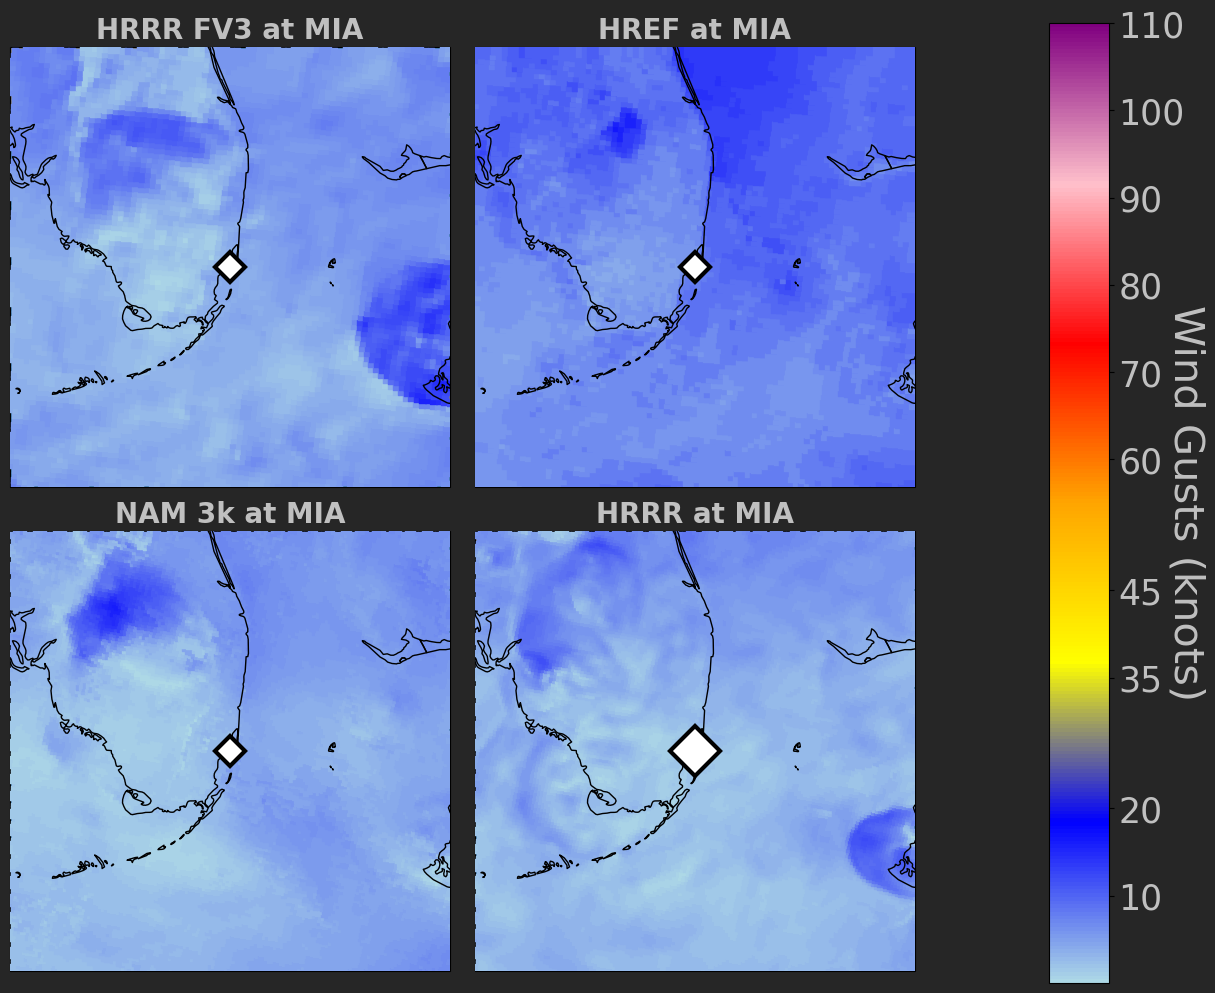 HRRR FV3 at MIA
HREF at MIA
NAM 3k at MIA
HRRR at MIA
110
100
90
80
70
60
45
35
20
10
Wind Gusts (knots)